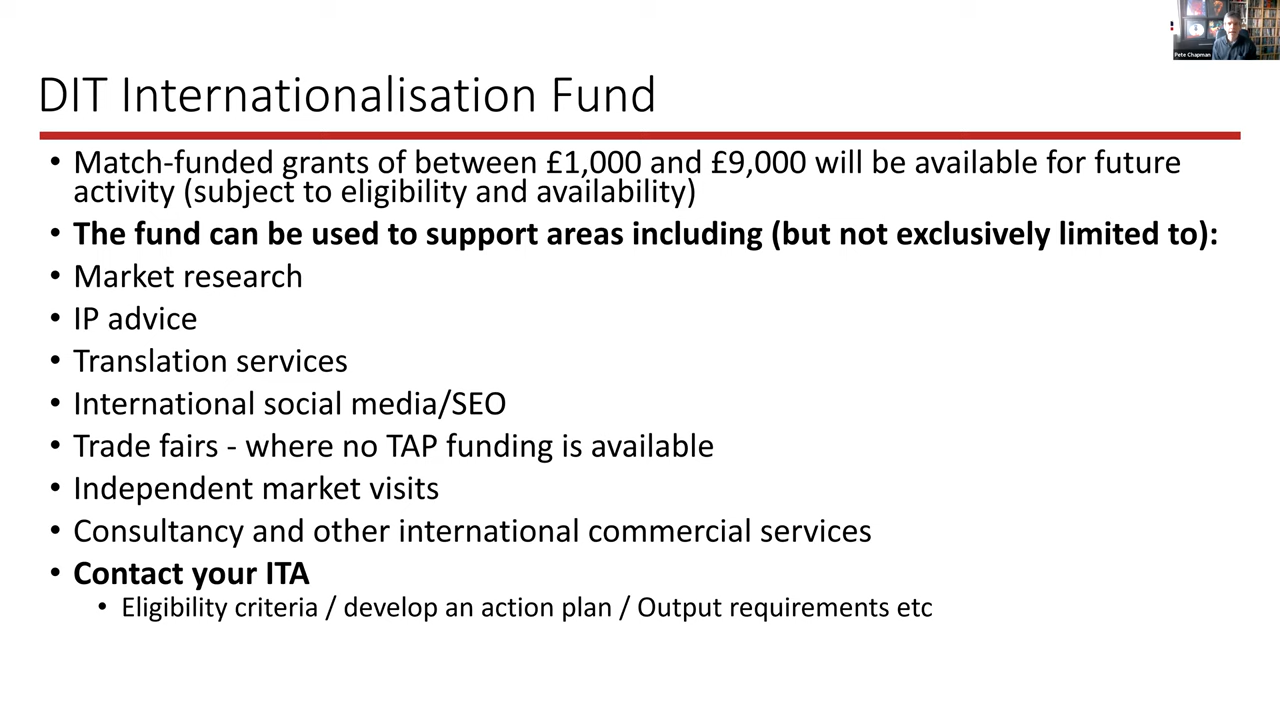 Pete Chapman
DIT Internationalisation Fund
• Match-funded grants of between £1,000 and £9,000 will be available for future
activity (subject to eligibility and availability)
• The fund can be used to support areas including (but not exclusively limited to):
• Market research
• IP advice
• Translation services
• International social media/SEO
• Trade fairs - where no TAP funding is available
• Independent market visits
• Consultancy and other international commercial services
• Contact your ITA
• Eligibility criteria / develop an action plan / Output requirements etc